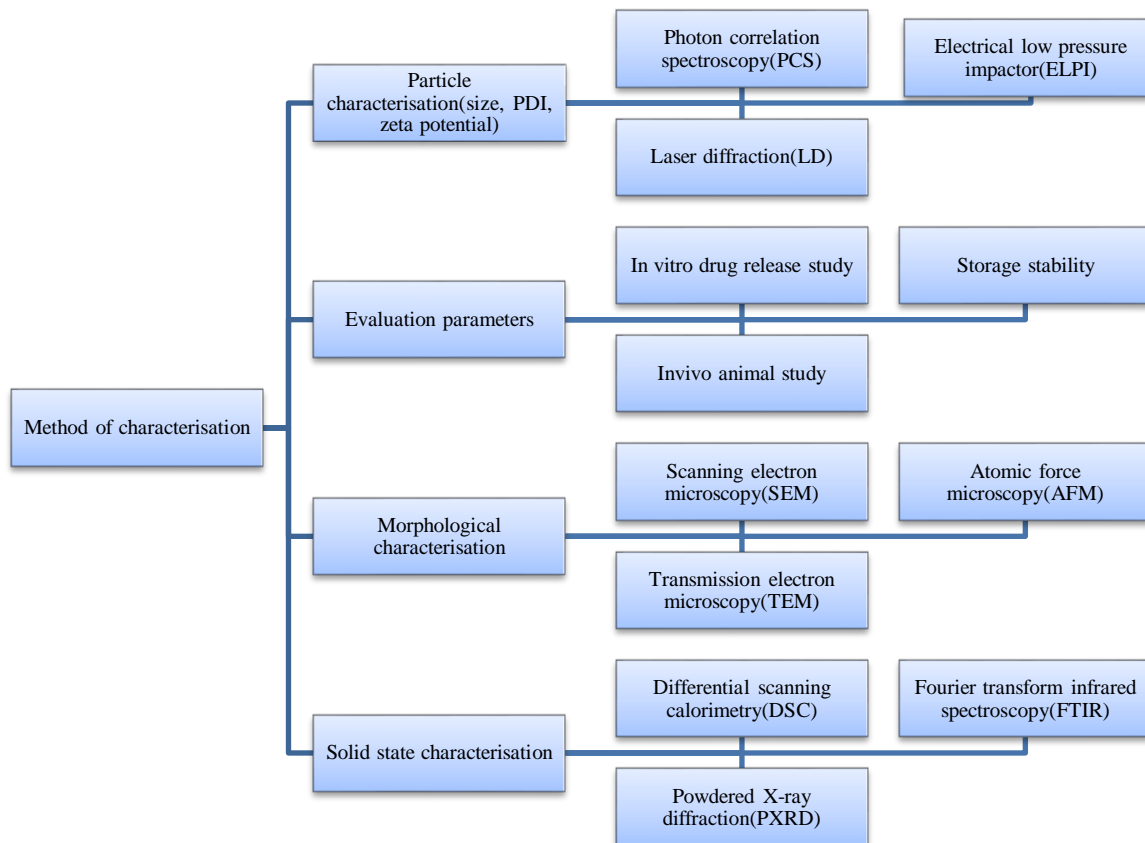 Method of characterisation
Particle
characterisation(size, PDI,
zeta potential)
Photon correlation
spectroscopy(PCS)
Laser diffraction(LD)
Electrical low pressure
impactor(ELPI)
Evaluation parameters
In vitro drug release study
Invivo animal study
Storage stability
Morphological
characterisation
Scanning electron
microscopy(SEM)
Transmission electron
microscopy(TEM)
Atomic force
microscopy(AFM)
Solid state characterisation
Differential scanning
calorimetry(DSC)
Powdered X-ray
diffraction(PXRD)
Fourier transform infrared
spectroscopy(FTIR)